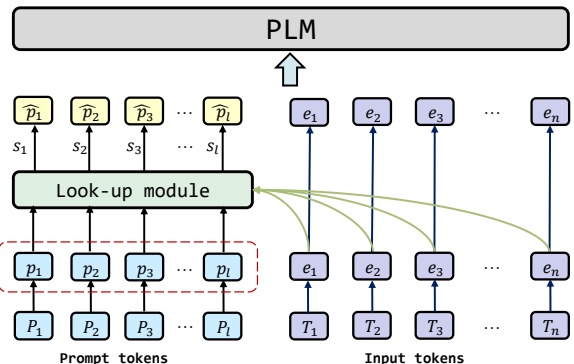 PLM
p̂₁ p̂₂ p̂₃ ... p̂ₗ e₁ e₂ e₃ ... eₙ
s₁ s₂ s₃ ... sₗ
Look-up module
p₁ p₂ p₃ ... pₗ e₁ e₂ e₃ ... eₙ
P₁ P₂ P₃ ... Pₗ T₁ T₂ T₃ ... Tₙ
Prompt tokens Input tokens